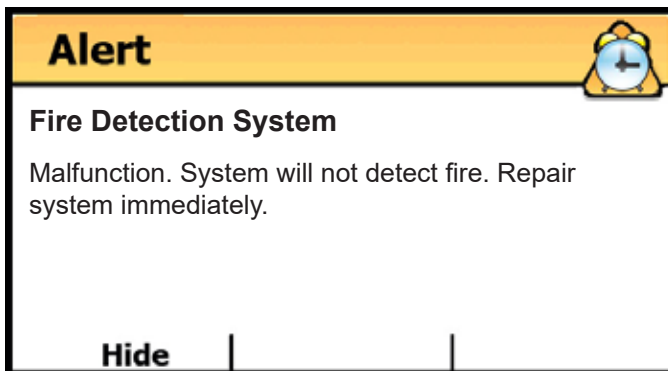 Alert
Fire Detection System
Malfunction. System will not detect fire. Repair
system immediately.
Hide